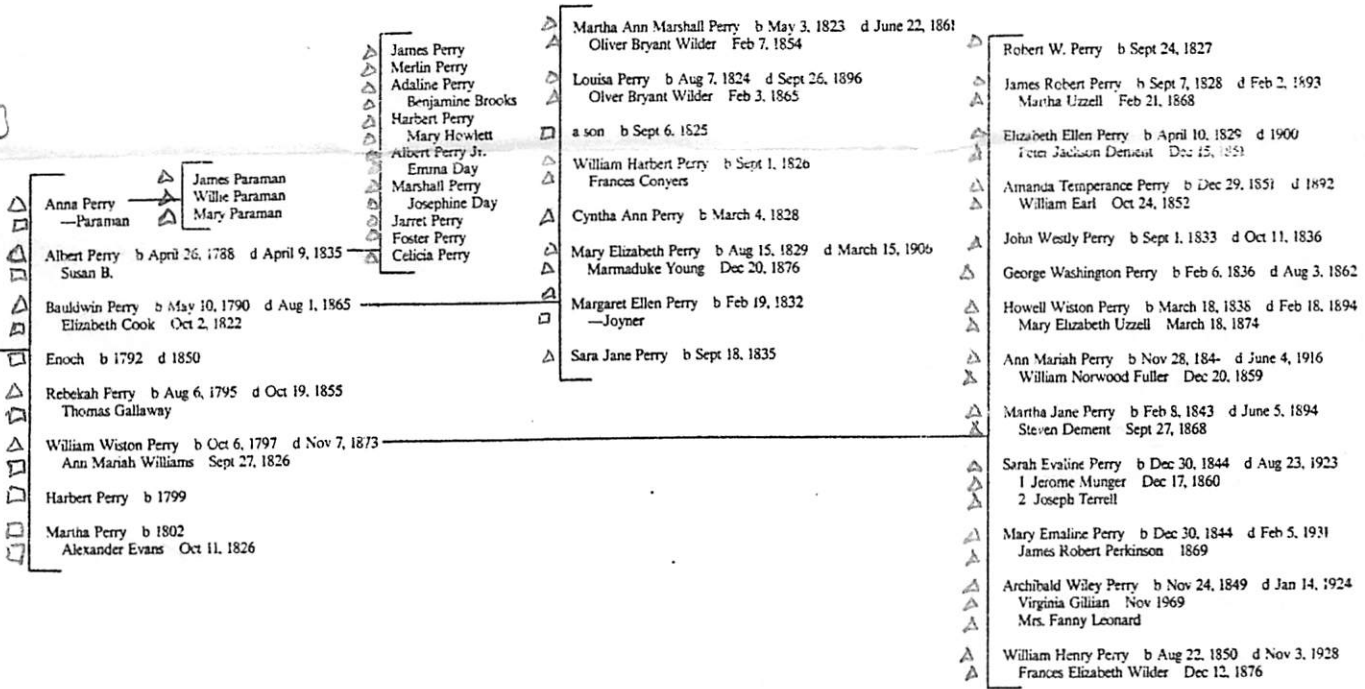 Anna Perry
—Paraman
Albert Perry b April 26, 1788 d April 9, 1835
Susan B.
Bauldwin Perry b May 10, 1790 d Aug 1, 1865
Elizabeth Cook Oct 2, 1822
Enoch b 1792 d 1850
Rebekah Perry b Aug 6, 1795 d Oct 19, 1855
Thomas Gallaway
William Wiston Perry b Oct 6, 1797 d Nov 7, 1873
Ann Mariah Williams Sept 27, 1826
Harbert Perry b 1799
Martha Perry b 1802
Alexander Evans Oct 11, 1826
James Paraman
Willie Paraman
Mary Paraman
James Perry
Merlin Perry
Adaline Perry
Benjamine Brooks
Harbert Perry
Mary Howlett
Albert Perry Jr.
Emma Day
Marshall Perry
Josephine Day
Jarret Perry
Foster Perry
Celicia Perry
Martha Ann Marshall Perry b May 3, 1823 d June 22, 1861
Oliver Bryant Wilder Feb 7, 1854
Louisa Perry b Aug 7, 1824 d Sept 26, 1896
Olver Bryant Wilder Feb 3, 1865
a son b Sept 6, 1825
William Harbert Perry b Sept 1, 1826
Frances Conyers
Cyntha Ann Perry b March 4, 1828
Mary Elizabeth Perry b Aug 15, 1829 d March 15, 1906
Marmaduke Young Dec 20, 1876
Margaret Ellen Perry b Feb 19, 1832
—Joyner
Sara Jane Perry b Sept 18, 1835
Robert W. Perry b Sept 24, 1827
James Robert Perry b Sept 7, 1828 d Feb 2, 1893
Martha Uzzell Feb 21, 1868
Elizabeth Ellen Perry b April 10, 1829 d 1900
Peter Jackson Dement Dec 15, 1851
Amanda Temperance Perry b Dec 29, 1851 d 1892
William Earl Oct 24, 1852
John Westly Perry b Sept 1, 1833 d Oct 11, 1836
George Washington Perry b Feb 6, 1836 d Aug 3, 1862
Howell Wiston Perry b March 18, 1838 d Feb 18, 1894
Mary Elizabeth Uzzell March 18, 1874
Ann Mariah Perry b Nov 28, 184- d June 4, 1916
William Norwood Fuller Dec 20, 1859
Martha Jane Perry b Feb 8, 1843 d June 5, 1894
Steven Dement Sept 27, 1868
Sarah Evaline Perry b Dec 30, 1844 d Aug 23, 1923
1 Jerome Munger Dec 17, 1860
2 Joseph Terrell
Mary Emaline Perry b Dec 30, 1844 d Feb 5, 1931
James Robert Perkinson 1869
Archibald Wiley Perry b Nov 24, 1849 d Jan 14, 1924
Virginia Gillian Nov 1969
Mrs. Fanny Leonard
William Henry Perry b Aug 22, 1850 d Nov 3, 1928
Frances Elizabeth Wilder Dec 12, 1876